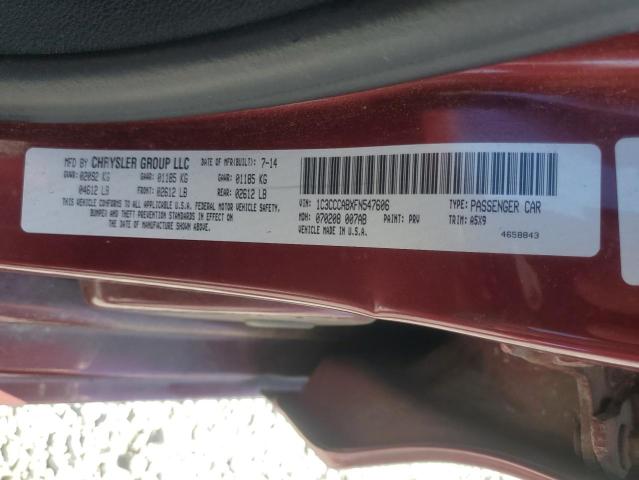 MFD BY CHRYSLER GROUP LLC DATE OF MFR(BUILT): 7-14
GVWR: 02092 KG GAWR: 01185 KG GAWR: 01185 KG
04612 LB FRONT: 02612 LB REAR: 02612 LB
THIS VEHICLE CONFORMS TO ALL APPLICABLE U.S.A. FEDERAL MOTOR VEHICLE SAFETY,
BUMPER AND THEFT PREVENTION STANDARDS IN EFFECT ON
THE DATE OF MANUFACTURE SHOWN ABOVE.
VIN: 1C3CCCABXFN547606 TYPE: PASSENGER CAR
MDH: 070208 007AB PAINT: PRV TRIM: A5X9
VEHICLE MADE IN U.S.A. 4658843